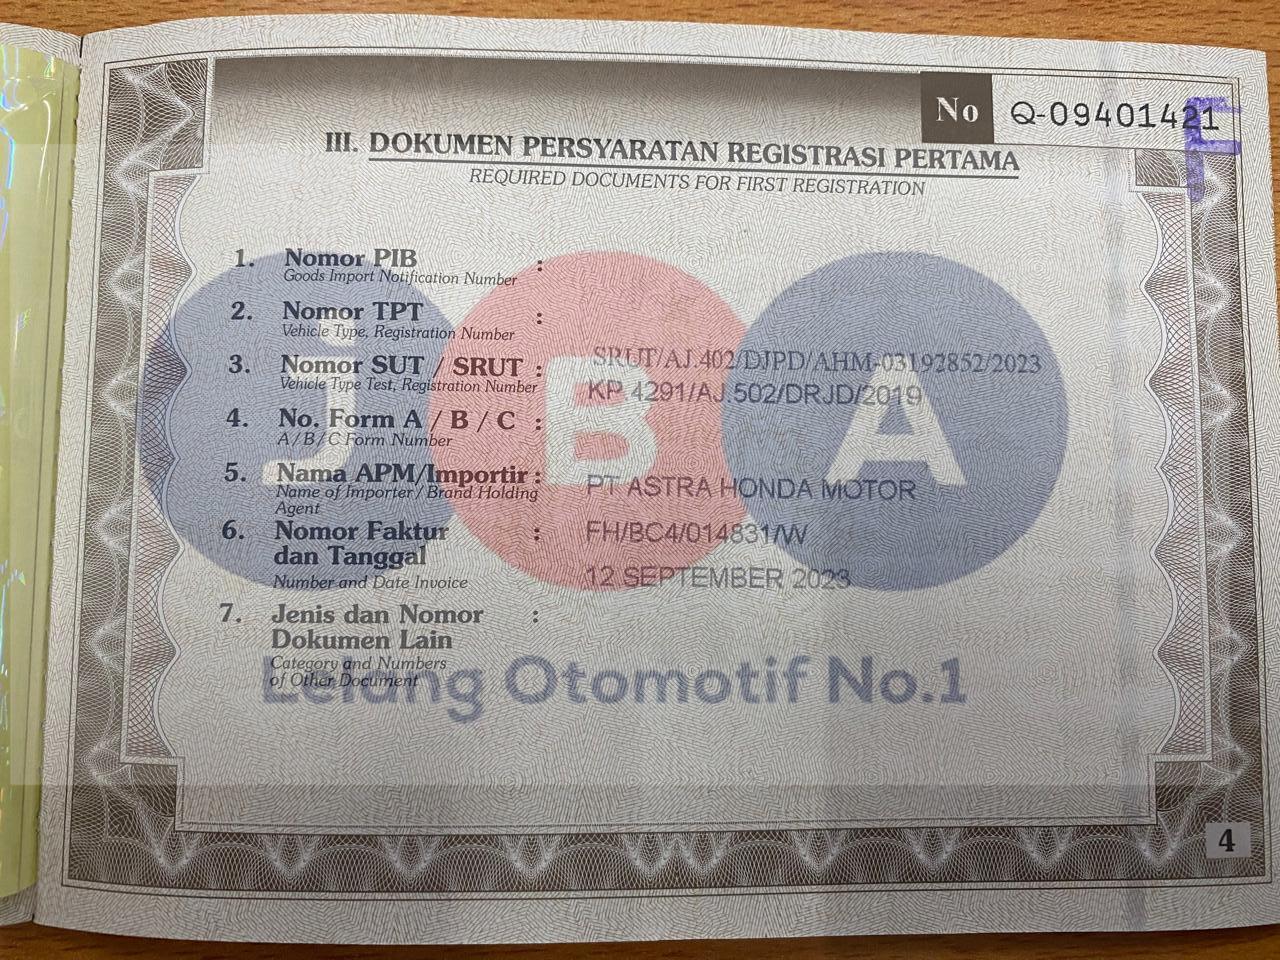 No Q-09401421
E
III. DOKUMEN PERSYARATAN REGISTRASI PERTAMA
REQUIRED DOCUMENTS FOR FIRST REGISTRATION
1. Nomor PIB :
Goods Import Notification Number
2. Nomor TPT :
Vehicle Type, Registration Number
3. Nomor SUT / SRUT : SRUT/AJ.402/DJPD/AHM-03192852/2023
Vehicle Type Test, Registration Number KP 4291/AJ.502/DRJD/2019
4. No. Form A / B / C :
A / B / C Form Number
5. Nama APM/Importir : PT ASTRA HONDA MOTOR
Name of Importer / Brand Holding
Agent
6. Nomor Faktur : FH/BC4/014831/W
dan Tanggal
Number and Date Invoice 12 SEPTEMBER 2023
7. Jenis dan Nomor :
Dokumen Lain
Category and Numbers
of Other Document
JBA
Lelang Otomotif No.1
4